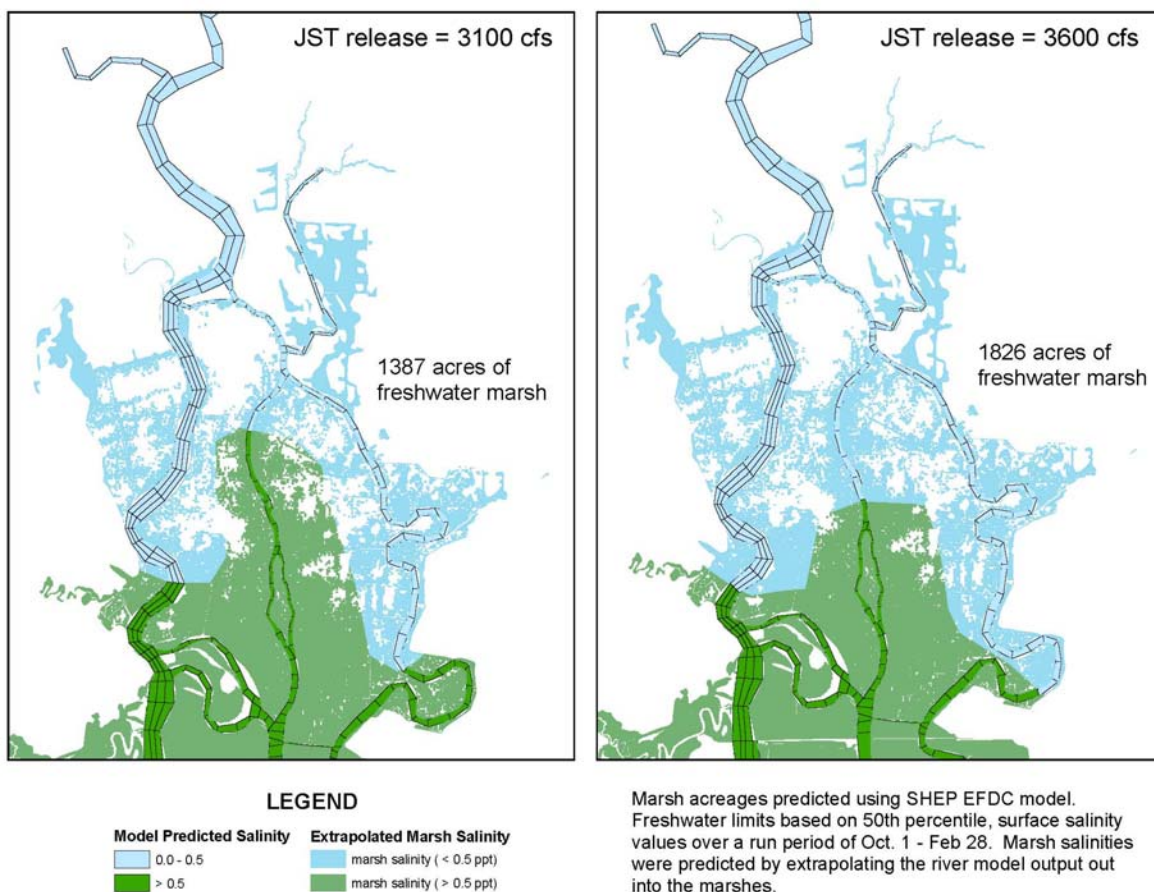 JST release = 3100 cfs
1387 acres of
freshwater marsh
JST release = 3600 cfs
1826 acres of
freshwater marsh
LEGEND
Model Predicted Salinity
0.0 - 0.5
> 0.5
Extrapolated Marsh Salinity
marsh salinity ( < 0.5 ppt)
marsh salinity ( > 0.5 ppt)
Marsh acreages predicted using SHEP EFDC model.
Freshwater limits based on 50th percentile, surface salinity
values over a run period of Oct. 1 - Feb 28. Marsh salinities
were predicted by extrapolating the river model output out
into the marshes.